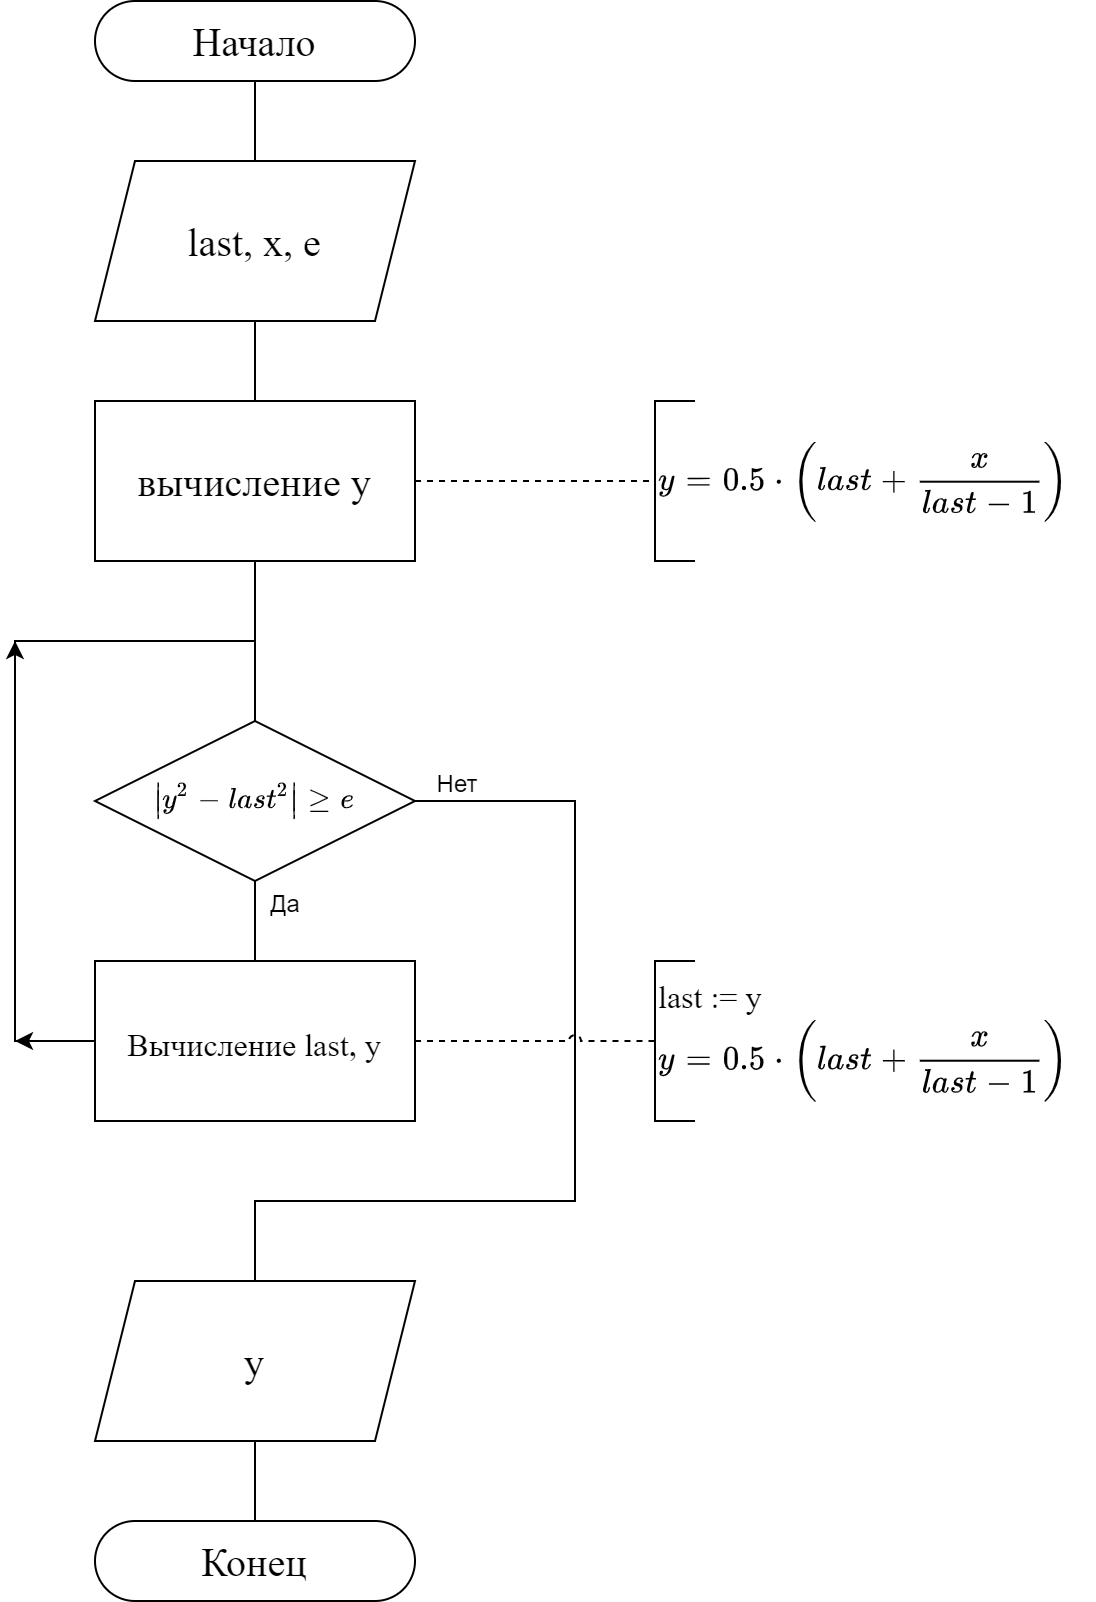 Начало
last, x, e
вычисление y
y = 0.5 · (last + x / (last − 1))
|y² − last²| ≥ e
Нет
Да
Вычисление last, y
last := y
y = 0.5 · (last + x / (last − 1))
y
Конец